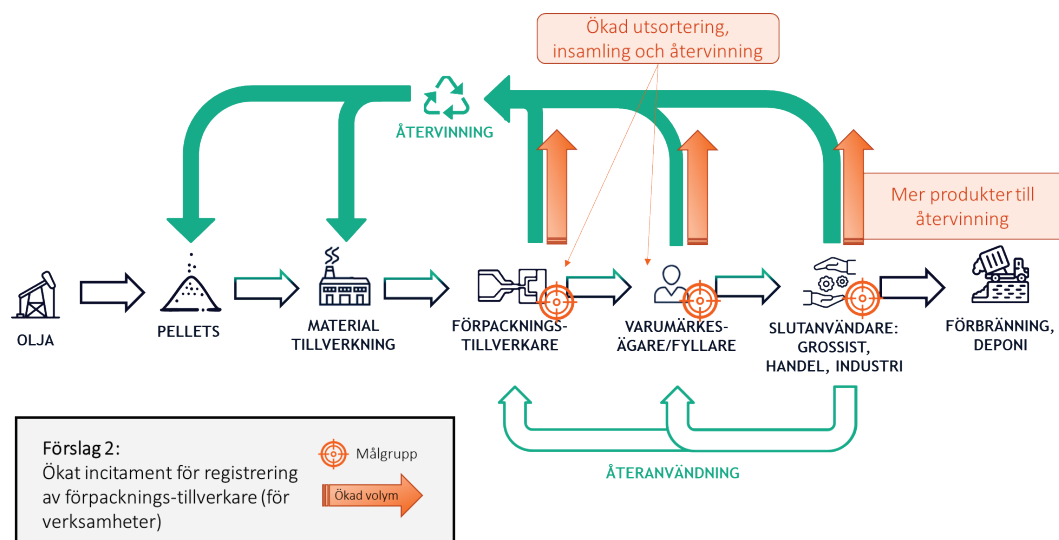 Ökad utsortering,
insamling och återvinning
ÅTERVINNING
Mer produkter till
återvinning
OLJA
PELLETS
MATERIAL
TILLVERKNING
FÖRPACKNINGS-
TILLVERKARE
VARUMÄRKES-
ÄGARE/FYLLARE
SLUTANVÄNDARE:
GROSSIST,
HANDEL, INDUSTRI
FÖRBRÄNNING,
DEPONI
ÅTERANVÄNDNING
Förslag 2:
Ökat incitament för registrering
av förpacknings-tillverkare (för
verksamheter)
Målgrupp
Ökad volym